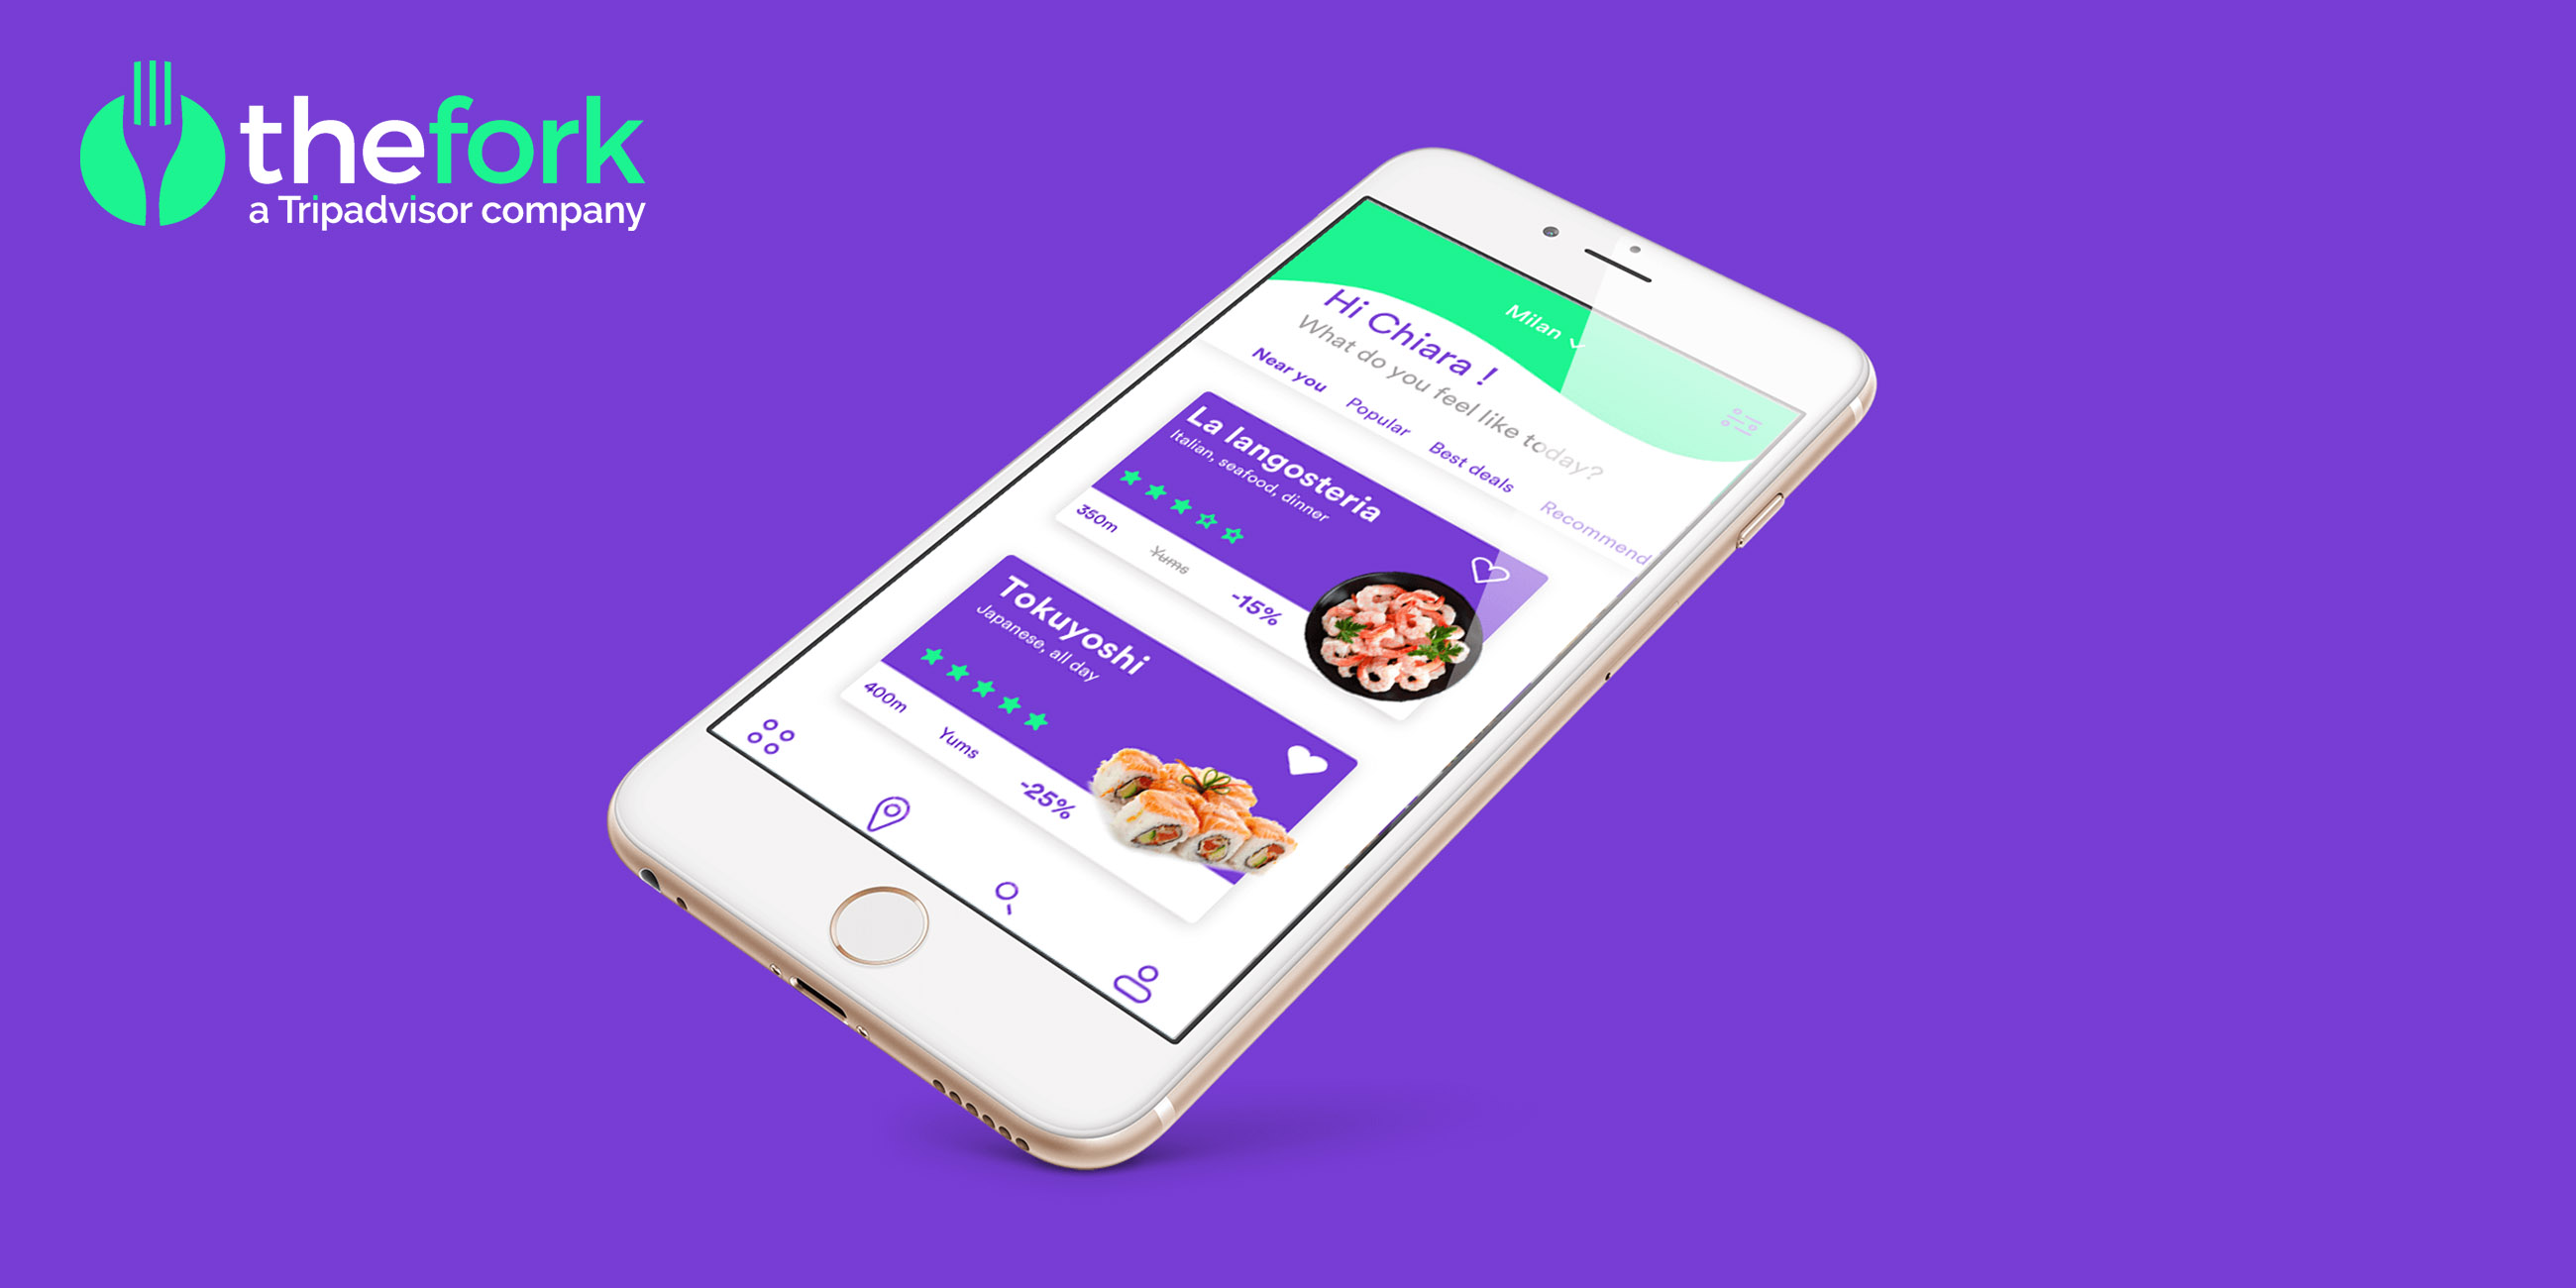 thefork
a Tripadvisor company
Milan
Hi Chiara !
What do you feel like today?
Near you
Popular
Best deals
Recommend
La langosteria
Italian, seafood, dinner
350m
Yums
-15%
Tokuyoshi
Japanese, all day
400m
Yums
-25%